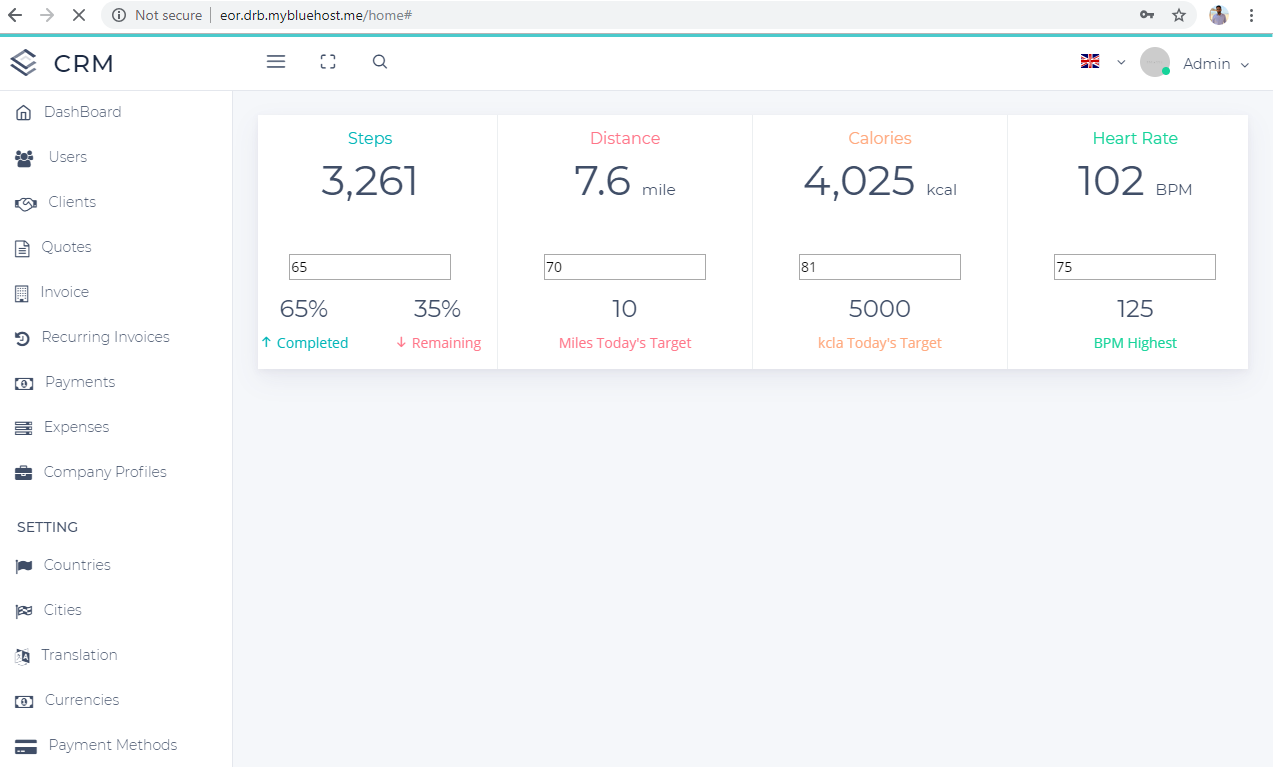 Not secure | eor.drb.mybluehost.me/home#
CRM
Admin
DashBoard
Users
Clients
Quotes
Invoice
Recurring Invoices
Payments
Expenses
Company Profiles
SETTING
Countries
Cities
Translation
Currencies
Payment Methods
Steps
3,261
65
65% 35%
Completed Remaining
Distance
7.6 mile
70
10
Miles Today's Target
Calories
4,025 kcal
81
5000
kcla Today's Target
Heart Rate
102 BPM
75
125
BPM Highest